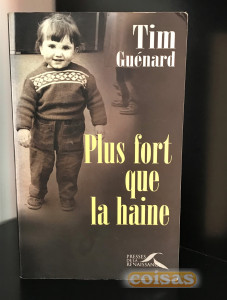 Tim
Guénard
Plus fort
que
la haine
PRESSES
DE LA
RENAISSANCE
coisas